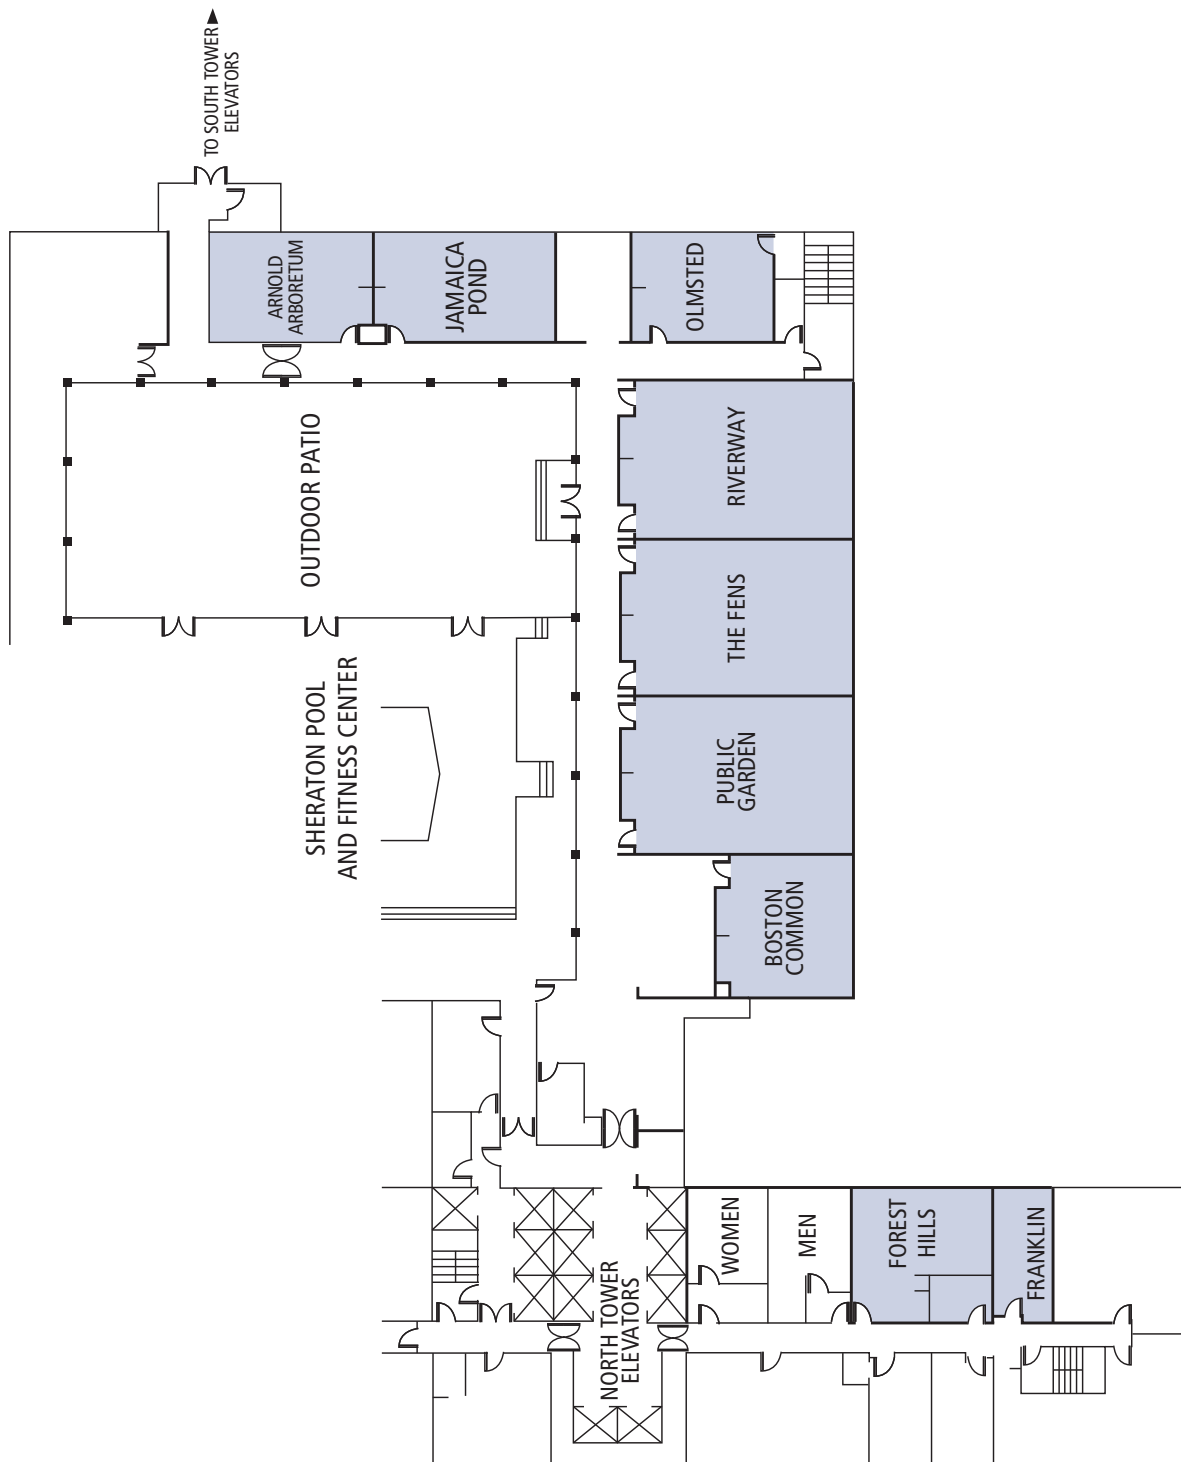 TO SOUTH TOWER
ELEVATORS
ARNOLD
ARBORETUM
JAMAICA
POND
OLMSTED
OUTDOOR PATIO
RIVERWAY
THE FENS
SHERATON POOL
AND FITNESS CENTER
PUBLIC
GARDEN
BOSTON
COMMON
NORTH TOWER
ELEVATORS
WOMEN
MEN
FOREST
HILLS
FRANKLIN